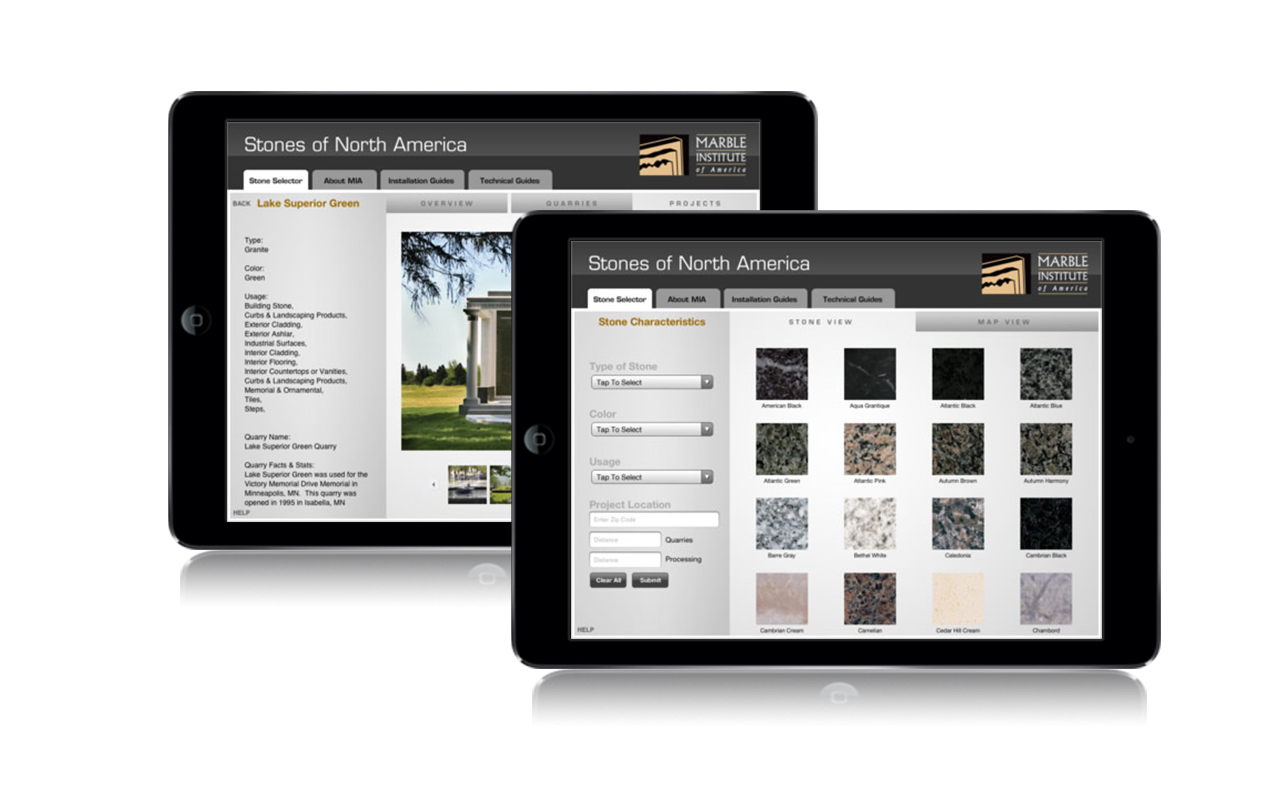 Stones of North America
MARBLE
INSTITUTE
of America
Stone Selector
About MIA
Installation Guides
Technical Guides
BACK
Lake Superior Green
OVERVIEW
QUARRIES
PROJECTS
Type:
Granite
Color:
Green
Usage:
Building Stone,
Curbs & Landscaping Products,
Exterior Cladding,
Exterior Ashlar,
Industrial Surfaces,
Interior Cladding,
Interior Flooring,
Interior Countertops or Vanities,
Curbs & Landscaping Products,
Memorial & Ornamental,
Tiles,
Steps,
Quarry Name:
Lake Superior Green Quarry
Quarry Facts & Stats:
Lake Superior Green was used for the
Victory Memorial Drive Memorial in
Minneapolis, MN. This quarry was
opened in 1995 in Isabella, MN
HELP
Stones of North America
MARBLE
INSTITUTE
of America
Stone Selector
About MIA
Installation Guides
Technical Guides
Stone Characteristics
STONE VIEW
MAP VIEW
Type of Stone
Tap To Select
Color
Tap To Select
Usage
Tap To Select
Project Location
Enter Zip Code
Distance
Quarries
Distance
Processing
Clear All
Submit
HELP
American Black
Aqua Grantique
Atlantic Black
Atlantic Blue
Atlantic Green
Atlantic Pink
Autumn Brown
Autumn Harmony
Barre Gray
Bethel White
Caledonia
Cambrian Black
Cambrian Cream
Carnelian
Cedar Hill Cream
Chambord